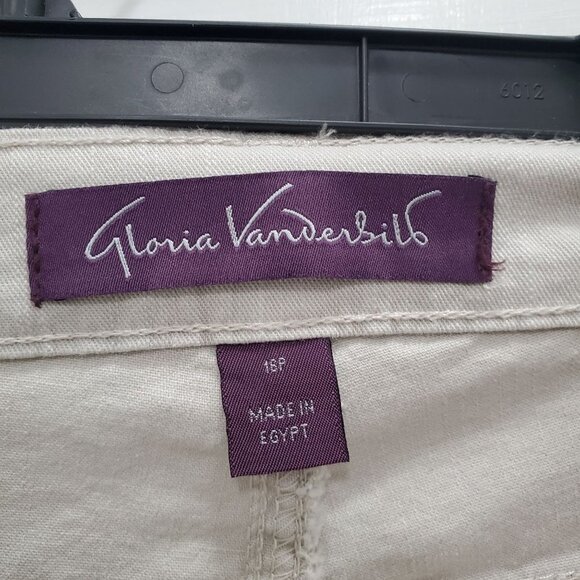 6012
Gloria Vanderbilt
16P
MADE IN
EGYPT